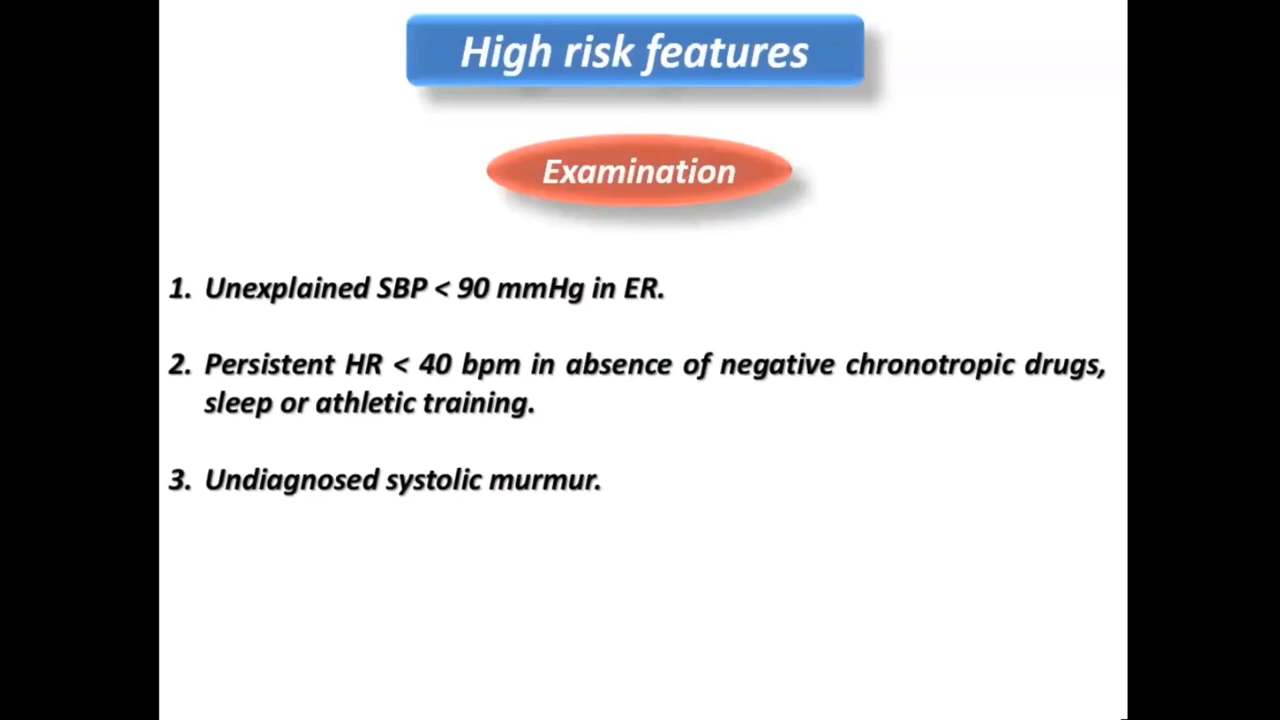 High risk features
Examination
1. Unexplained SBP < 90 mmHg in ER.
2. Persistent HR < 40 bpm in absence of negative chronotropic drugs,
sleep or athletic training.
3. Undiagnosed systolic murmur.